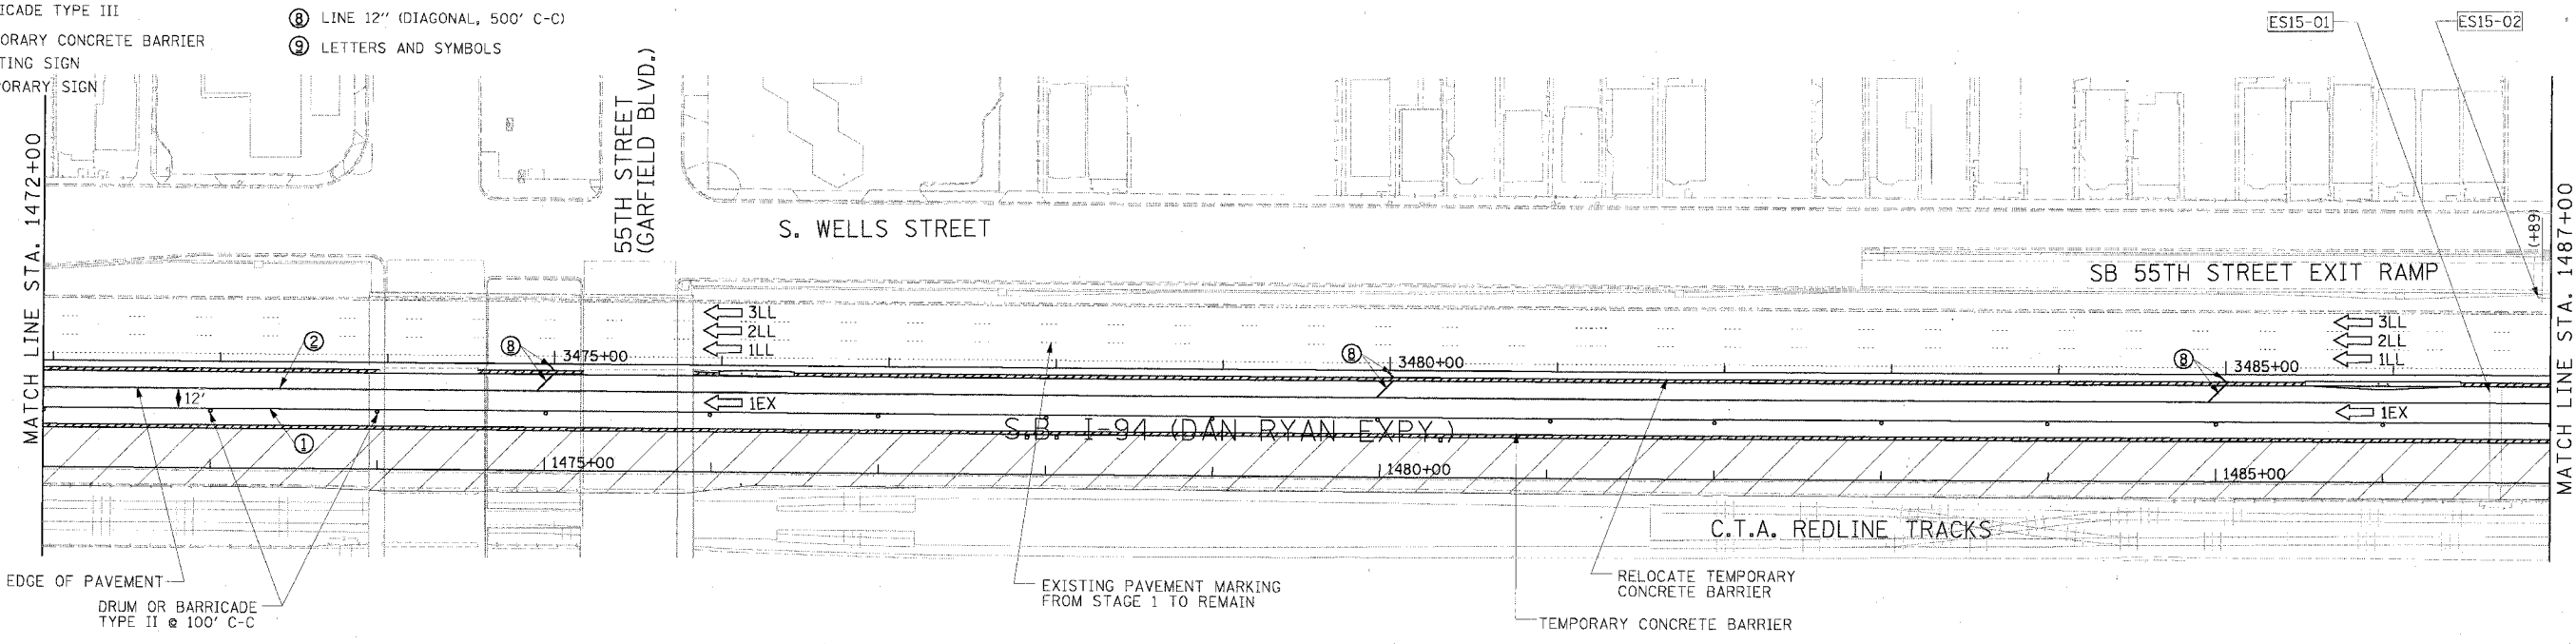 ICADE TYPE III
ORARY CONCRETE BARRIER
TING SIGN
PORARY SIGN
⑧ LINE 12" (DIAGONAL, 500' C-C)
⑨ LETTERS AND SYMBOLS
ES15-01
ES15-02
MATCH LINE STA. 1472+00
55TH STREET
(GARFIELD BLVD.)
S. WELLS STREET
(+89)
MATCH LINE STA. 1487+00
SB 55TH STREET EXIT RAMP
3LL
2LL
1LL
3LL
2LL
1LL
②
⑧
3475+00
⑧
3480+00
⑧
3485+00
12'
①
1EX
1EX
S.B. I-94 (DAN RYAN EXPY.)
1475+00
1480+00
1485+00
C.T.A. REDLINE TRACKS
EDGE OF PAVEMENT
DRUM OR BARRICADE
TYPE II @ 100' C-C
EXISTING PAVEMENT MARKING
FROM STAGE 1 TO REMAIN
RELOCATE TEMPORARY
CONCRETE BARRIER
TEMPORARY CONCRETE BARRIER